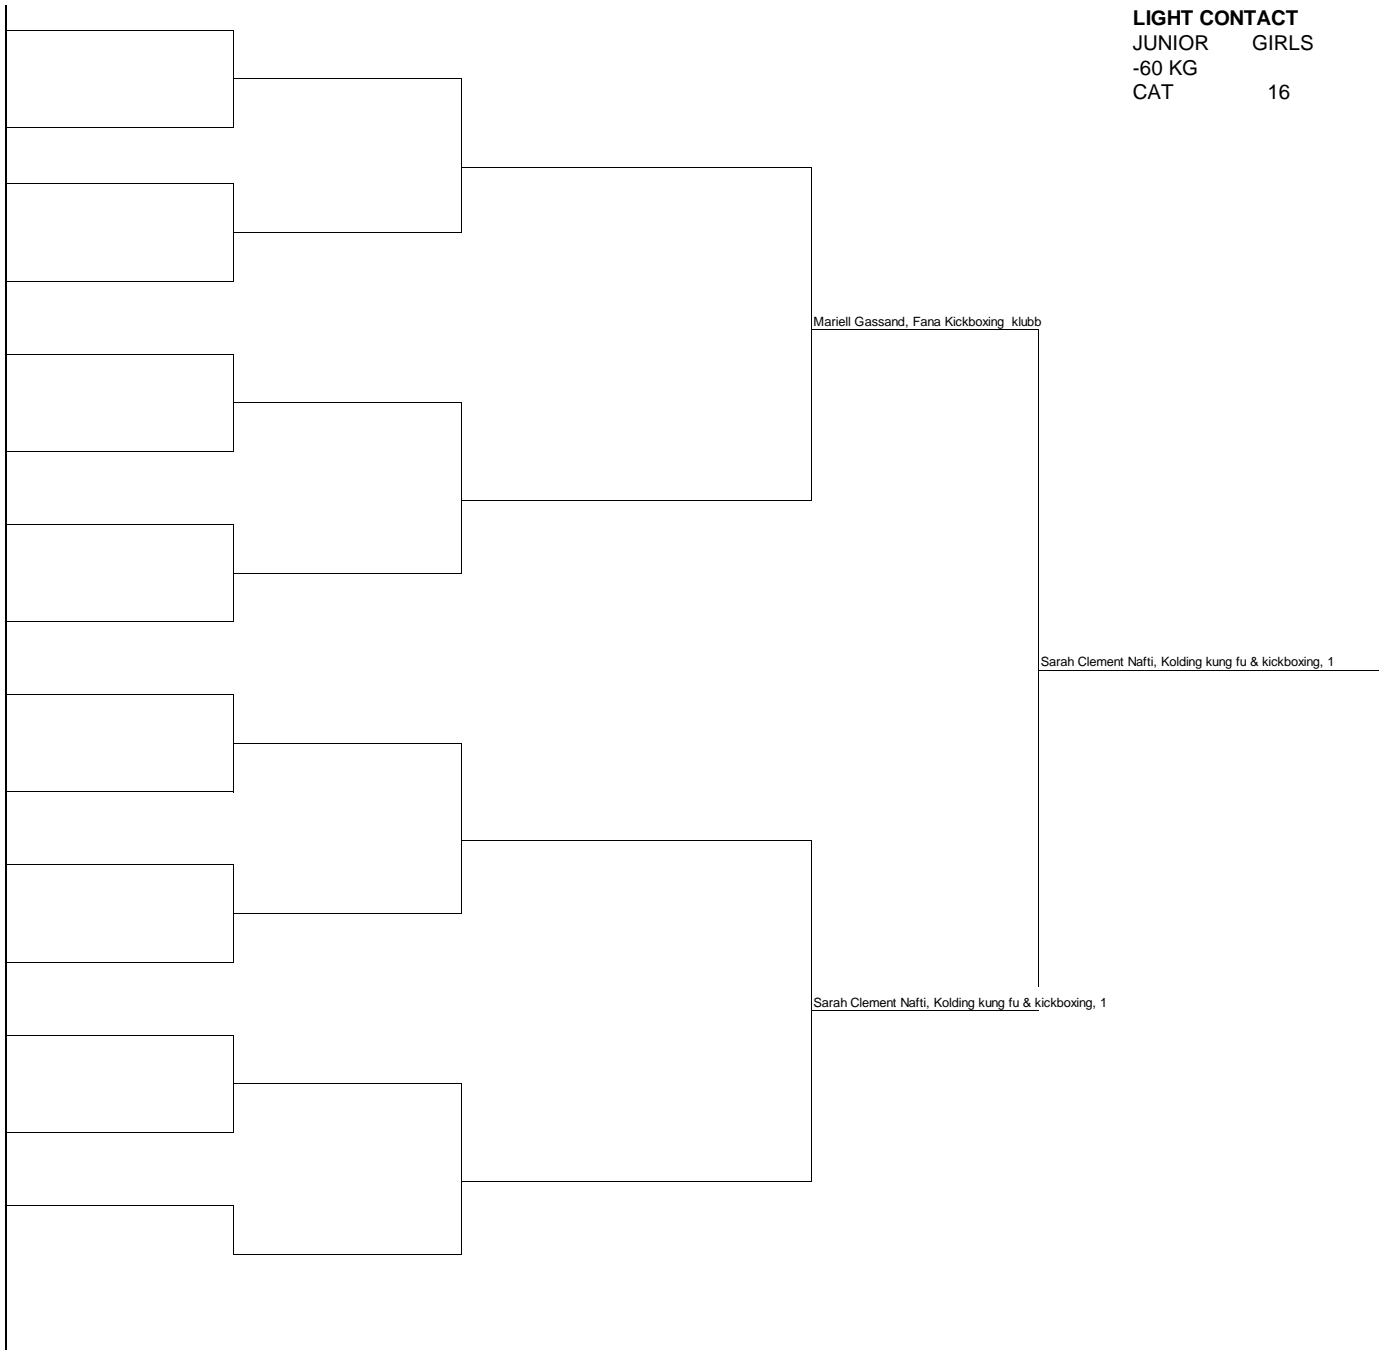 LIGHT CONTACT
JUNIOR GIRLS
-60 KG
CAT 16
Mariell Gassand, Fana Kickboxing klubb
Sarah Clement Nafti, Kolding kung fu & kickboxing, 1
Sarah Clement Nafti, Kolding kung fu & kickboxing, 1